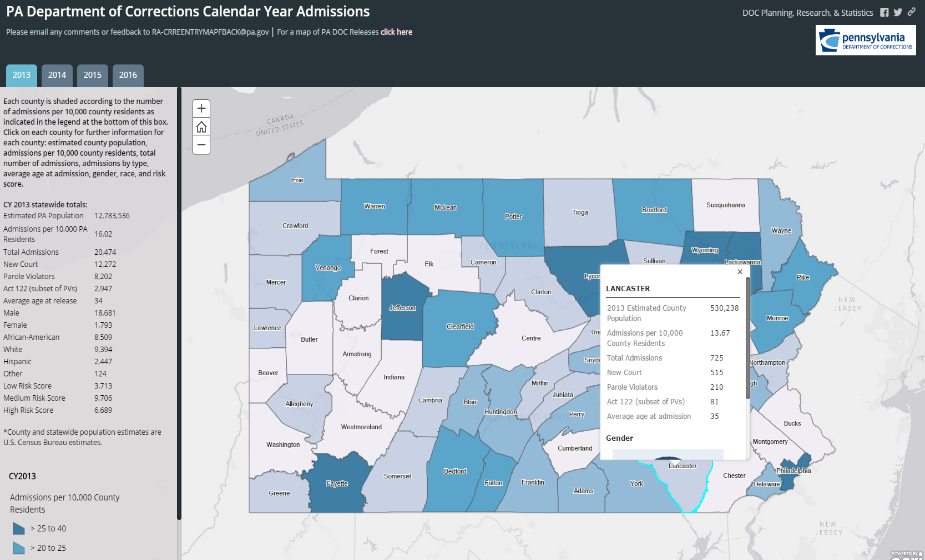 PA Department of Corrections Calendar Year Admissions
DOC Planning, Research, & Statistics
Please email any comments or feedback to RA-CRREENTRYMAPFBACK@pa.gov | For a map of PA DOC Releases click here
pennsylvania
DEPARTMENT OF CORRECTIONS
2013 2014 2015 2016
Each county is shaded according to the number
of admissions per 10,000 county residents as
indicated in the legend at the bottom of this box.
Click on each county for further information for
each county: estimated county population,
admissions per 10,000 county residents, total
number of admissions, admissions by type,
average age at admission, gender, race, and risk
score.
CY 2013 statewide totals:
Estimated PA Population 12,783,536
Admissions per 10,000 PA
Residents 16.02
Total Admissions 20,474
New Court 12,272
Parole Violators 8,202
Act 122 (subset of PVs) 2,947
Average age at release 34
Male 18,681
Female 1,793
African-American 8,509
White 9,394
Hispanic 2,447
Other 124
Low Risk Score 3,713
Medium Risk Score 9,706
High Risk Score 6,689
*County and statewide population estimates are
U.S. Census Bureau estimates.
CY2013
Admissions per 10,000 County
Residents
> 25 to 40
> 20 to 25
+
−
CANADA
UNITED STATES
Erie
Crawford
Warren
McKean
Potter
Tioga
Bradford
Susquehanna
Wayne
PENNSYLVAN
Forest
Elk
Cameron
Sullivan
Wyoming
Lackawanna
Venango
Mercer
Clarion
Jefferson
Clinton
Lycom
Pike
Monroe
NEW
JERSEY
Lawrence
Butler
Clearfield
Centre
Uni
Snyde
Northampton
Beaver
Armstrong
Indiana
Mifflin
Juniata
Allegheny
Cambria
Blair
Huntingdon
Perry
Westmoreland
Bucks
Washington
Cumberland
Montgomery
Greene
Fayette
Somerset
Bedford
Fulton
Franklin
Adams
York
Lancaster
Chester
Delaware
Philadelphia
NEW
JERSEY
×
LANCASTER
2013 Estimated County 530,238
Population
Admissions per 10,000 13.67
County Residents
Total Admissions 725
New Court 515
Parole Violators 210
Act 122 (subset of PVs) 81
Average age at admission 35
Gender
POWERED BY
esri